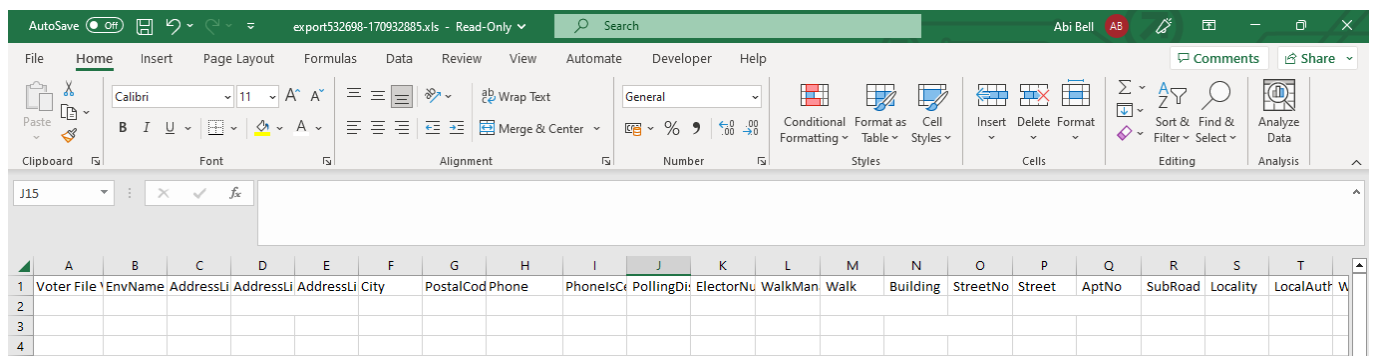 AutoSave Off export532698-170932885.xls - Read-Only Search Abi Bell AB
File Home Insert Page Layout Formulas Data Review View Automate Developer Help Comments Share
Paste Calibri 11 A^ A˅ ab Wrap Text General Conditional Formatting Format as Table Cell Styles Insert Delete Format Sort & Filter Find & Select Analyze Data
B I U A Merge & Center % 9
Clipboard Font Alignment Number Styles Cells Editing Analysis
J15 fx
A B C D E F G H I J K L M N O P Q R S T
1 Voter File EnvName AddressLi AddressLi AddressLi City PostalCod Phone PhoneIsCe PollingDis ElectorNu WalkMan Walk Building StreetNo Street AptNo SubRoad Locality LocalAuth W
2
3
4